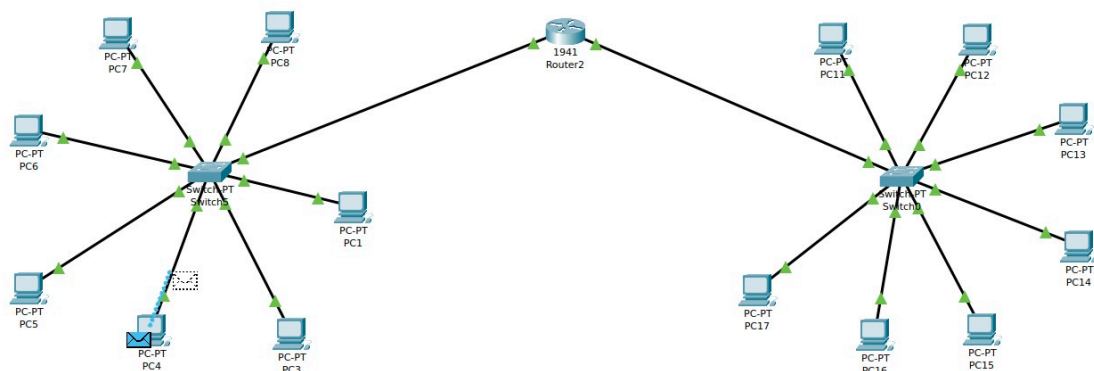 PC-PT
PC7
PC-PT
PC8
1941
Router2
PC-PT
PC11
PC-PT
PC12
PC-PT
PC6
PC-PT
PC13
Switch-PT
Switch5
Switch-PT
Switch0
PC-PT
PC1
PC-PT
PC14
PC-PT
PC5
PC-PT
PC17
PC-PT
PC4
PC-PT
PC3
PC-PT
PC16
PC-PT
PC15